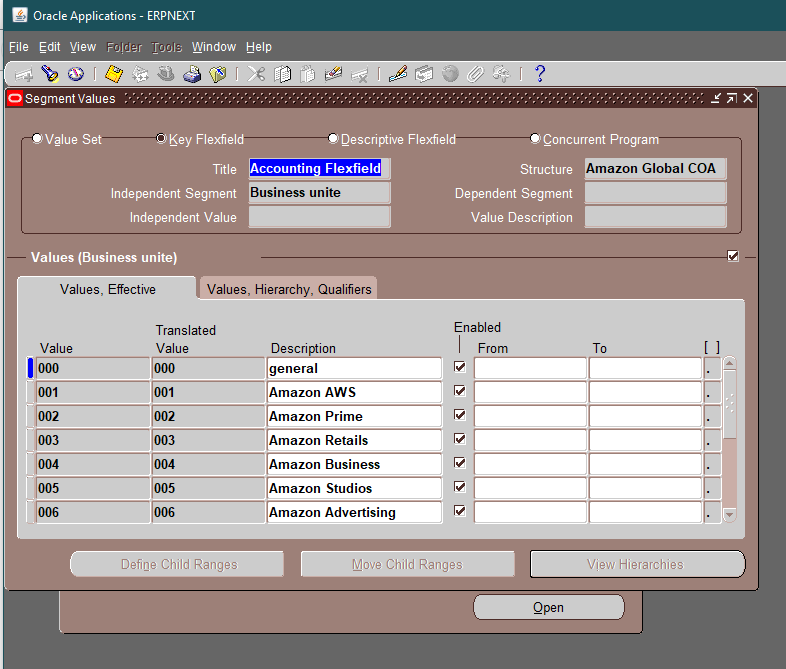 Oracle Applications - ERPNEXT
File Edit View Folder Tools Window Help
Segment Values
Value Set Key Flexfield Descriptive Flexfield Concurrent Program
Title Accounting Flexfield Structure Amazon Global COA
Independent Segment Business unite Dependent Segment
Independent Value Value Description
Values (Business unite)
Values, Effective Values, Hierarchy, Qualifiers
Translated Enabled
Value Value Description From To [ ]
000 000 general .
001 001 Amazon AWS .
002 002 Amazon Prime .
003 003 Amazon Retails .
004 004 Amazon Business .
005 005 Amazon Studios .
006 006 Amazon Advertising .
Define Child Ranges Move Child Ranges View Hierarchies
Open